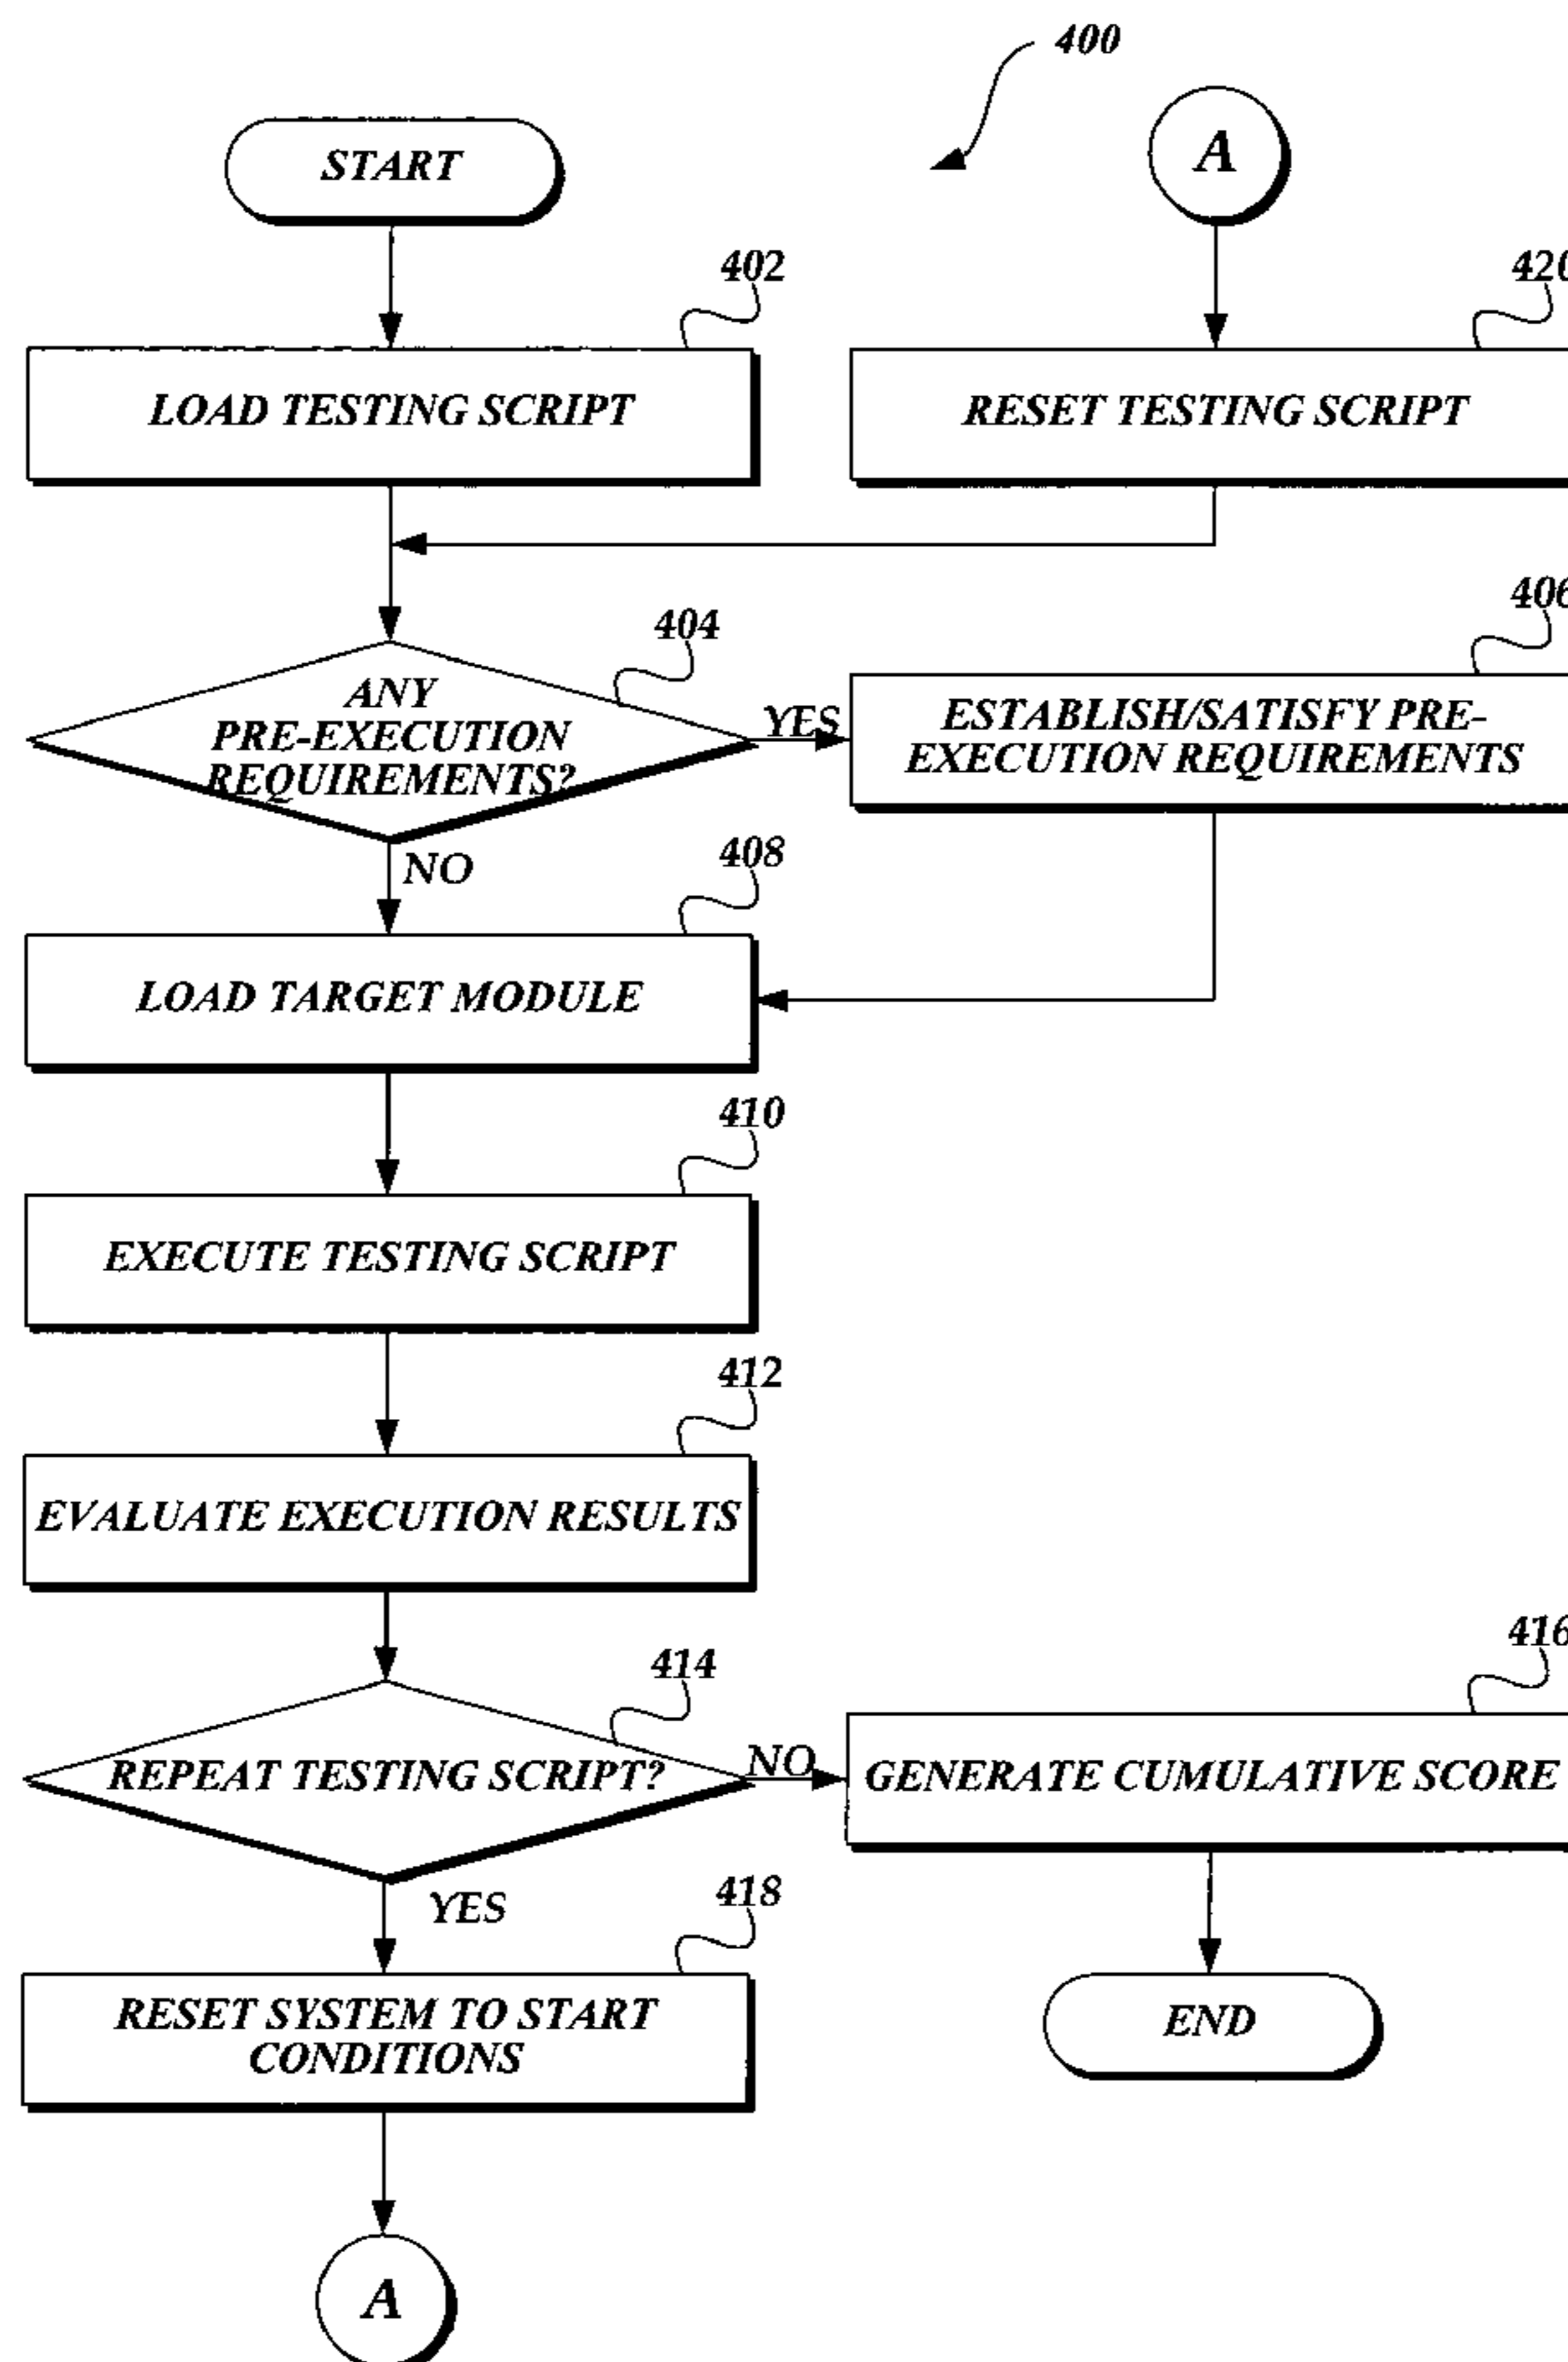 400
START
A
402
420
LOAD TESTING SCRIPT
RESET TESTING SCRIPT
404
406
ANY
PRE-EXECUTION
REQUIREMENTS?
YES
ESTABLISH/SATISFY PRE-
EXECUTION REQUIREMENTS
NO
408
LOAD TARGET MODULE
410
EXECUTE TESTING SCRIPT
412
EVALUATE EXECUTION RESULTS
414
416
REPEAT TESTING SCRIPT?
NO
GENERATE CUMULATIVE SCORE
YES
418
RESET SYSTEM TO START
CONDITIONS
END
A